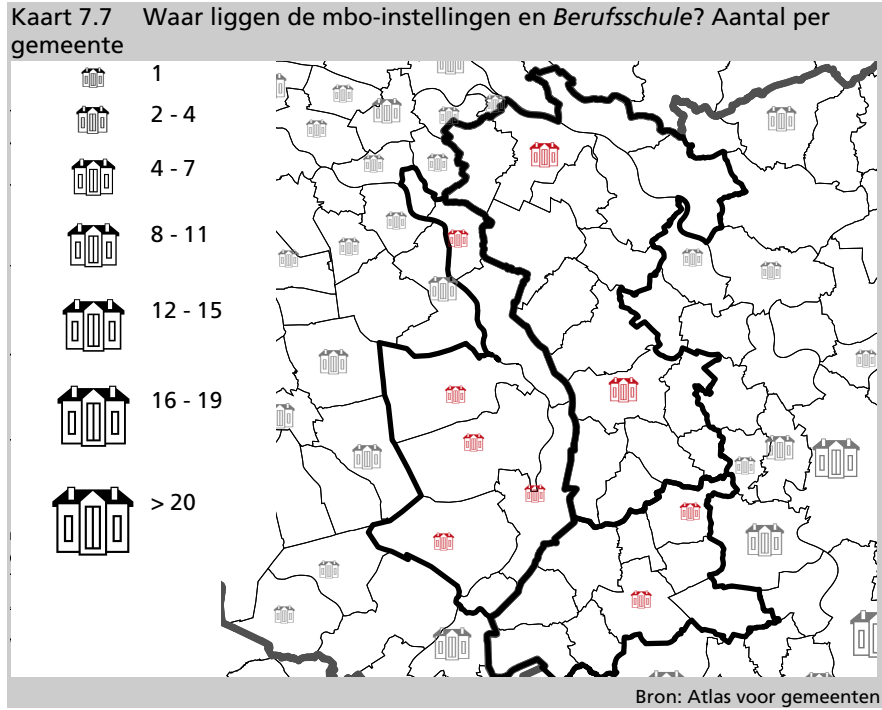 Kaart 7.7 Waar liggen de mbo-instellingen en Berufsschule? Aantal per
gemeente
1
2 - 4
4 - 7
8 - 11
12 - 15
16 - 19
> 20
Bron: Atlas voor gemeenten